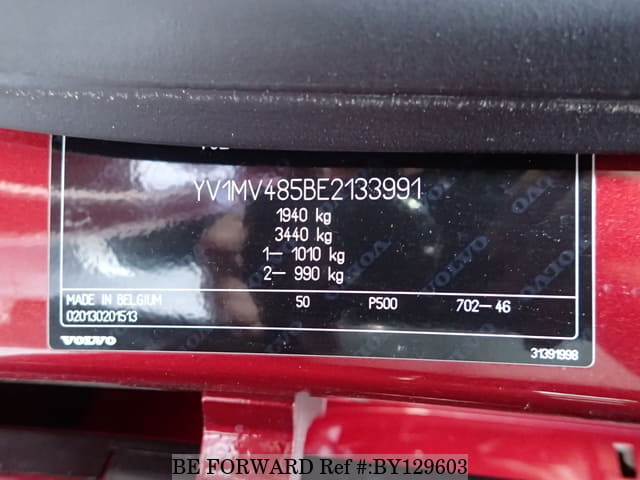 YV1MV485BE2133991
1940 kg
3440 kg
1– 1010 kg
2– 990 kg
MADE IN BELGIUM 50 P500 702–46
020130201513
VOLVO
31391998
BE FORWARD Ref #:BY129603